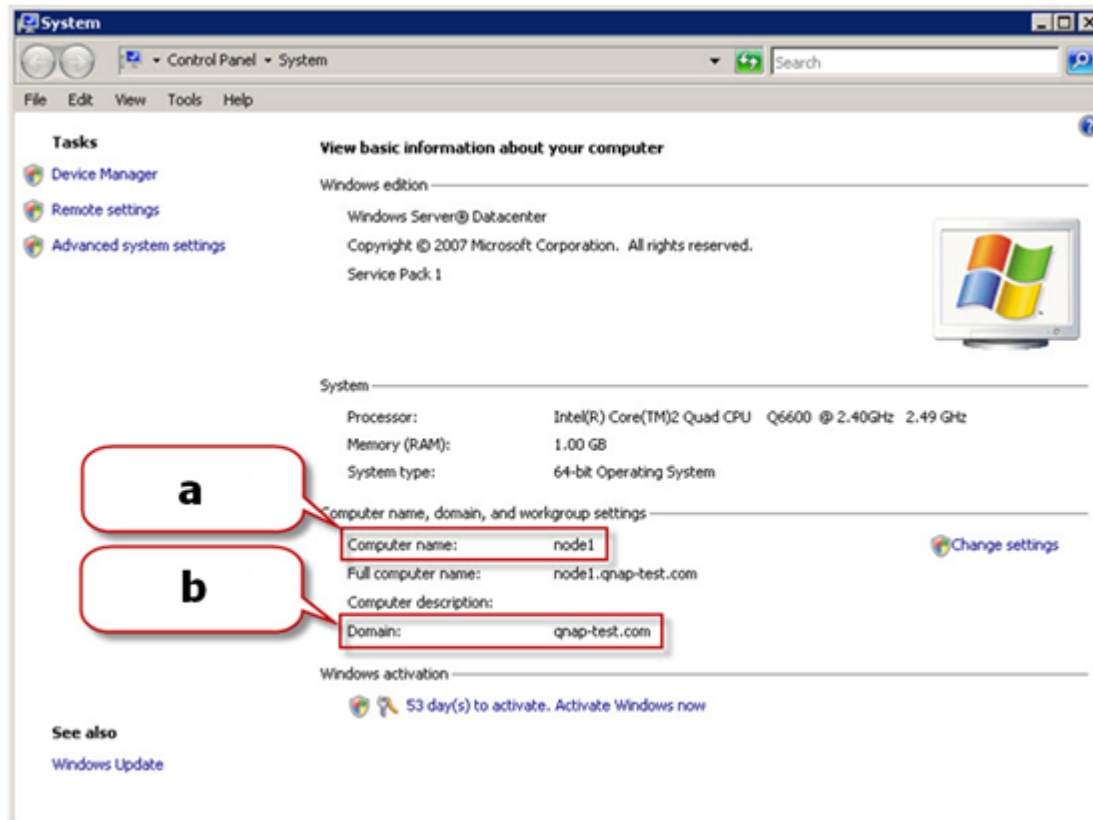 System
Control Panel System
Search
File Edit View Tools Help
Tasks
Device Manager
Remote settings
Advanced system settings
View basic information about your computer
Windows edition
Windows Server® Datacenter
Copyright © 2007 Microsoft Corporation. All rights reserved.
Service Pack 1
System
Processor: Intel(R) Core(TM)2 Quad CPU Q6600 @ 2.40GHz 2.49 GHz
Memory (RAM): 1.00 GB
System type: 64-bit Operating System
a
Computer name, domain, and workgroup settings
Computer name: node1
Change settings
Full computer name: node1.qnap-test.com
b
Computer description:
Domain: qnap-test.com
Windows activation
53 day(s) to activate. Activate Windows now
See also
Windows Update